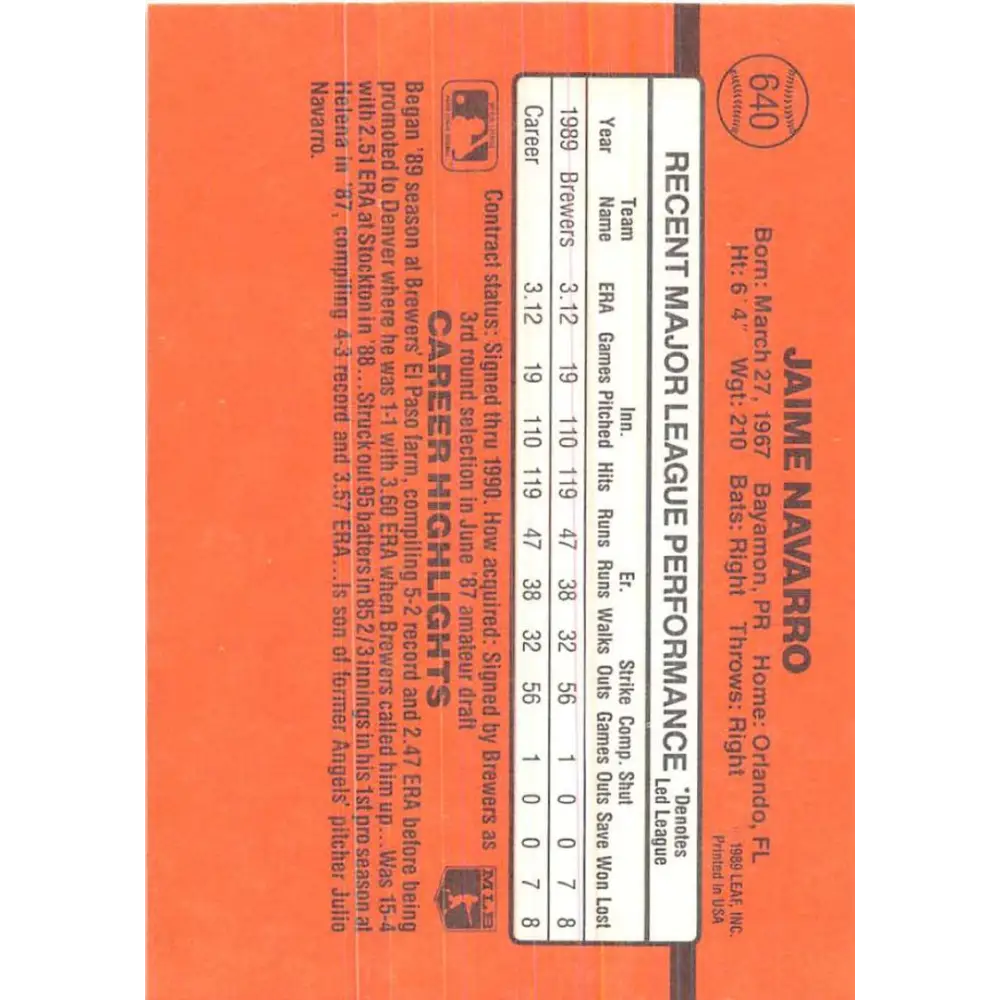 640
JAIME NAVARRO
Born: March 27, 1967 Bayamon, PR Home: Orlando, FL
Ht: 6' 4" Wgt: 210 Bats: Right Throws: Right
1989 LEAF, INC.
Printed in USA
RECENT MAJOR LEAGUE PERFORMANCE *Denotes
Led League
Team Inn. Er. Strike Comp. Shut
Year Name ERA Games Pitched Hits Runs Runs Walks Outs Games Outs Save Won Lost
1989 Brewers 3.12 19 110 119 47 38 32 56 1 0 0 7 8
Career 3.12 19 110 119 47 38 32 56 1 0 0 7 8
MLB
Contract status: Signed thru 1990. How acquired: Signed by Brewers as
3rd round selection in June '87 amateur draft
CAREER HIGHLIGHTS
Began '89 season at Brewers' El Paso farm, compiling 5-2 record and 2.47 ERA before being
promoted to Denver where he was 1-1 with 3.60 ERA when Brewers called him up...Was 15-4
with 2.51 ERA at Stockton in '88...Struck out 95 batters in 85 2/3 innings in his 1st pro season at
Helena in '87, compiling 4-3 record and 3.57 ERA...Is son of former Angels' pitcher Julio
Navarro.